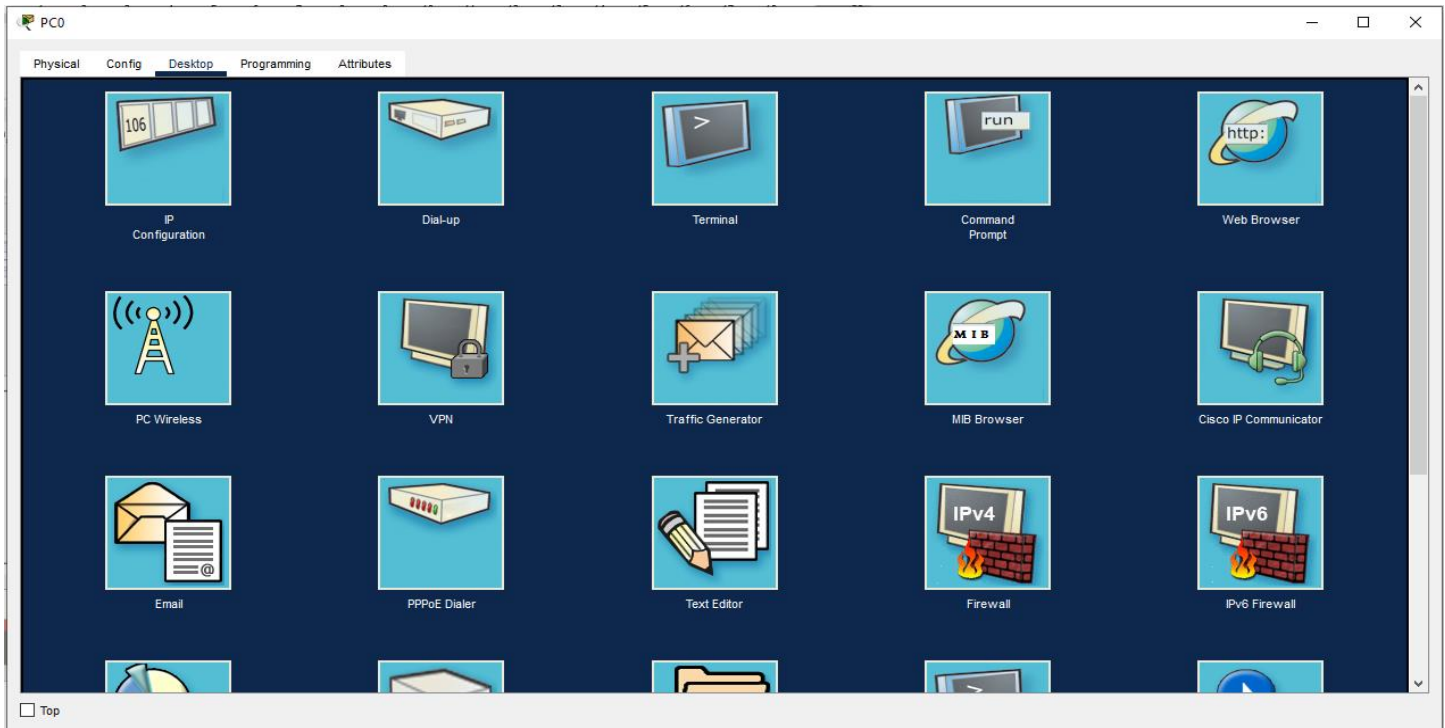 PC0
Physical Config Desktop Programming Attributes
106
run
http:
IP
Configuration
Dial-up
Terminal
Command
Prompt
Web Browser
MIB
PC Wireless
VPN
Traffic Generator
MIB Browser
Cisco IP Communicator
@
IPv4
IPv6
Email
PPPoE Dialer
Text Editor
Firewall
IPv6 Firewall
Top